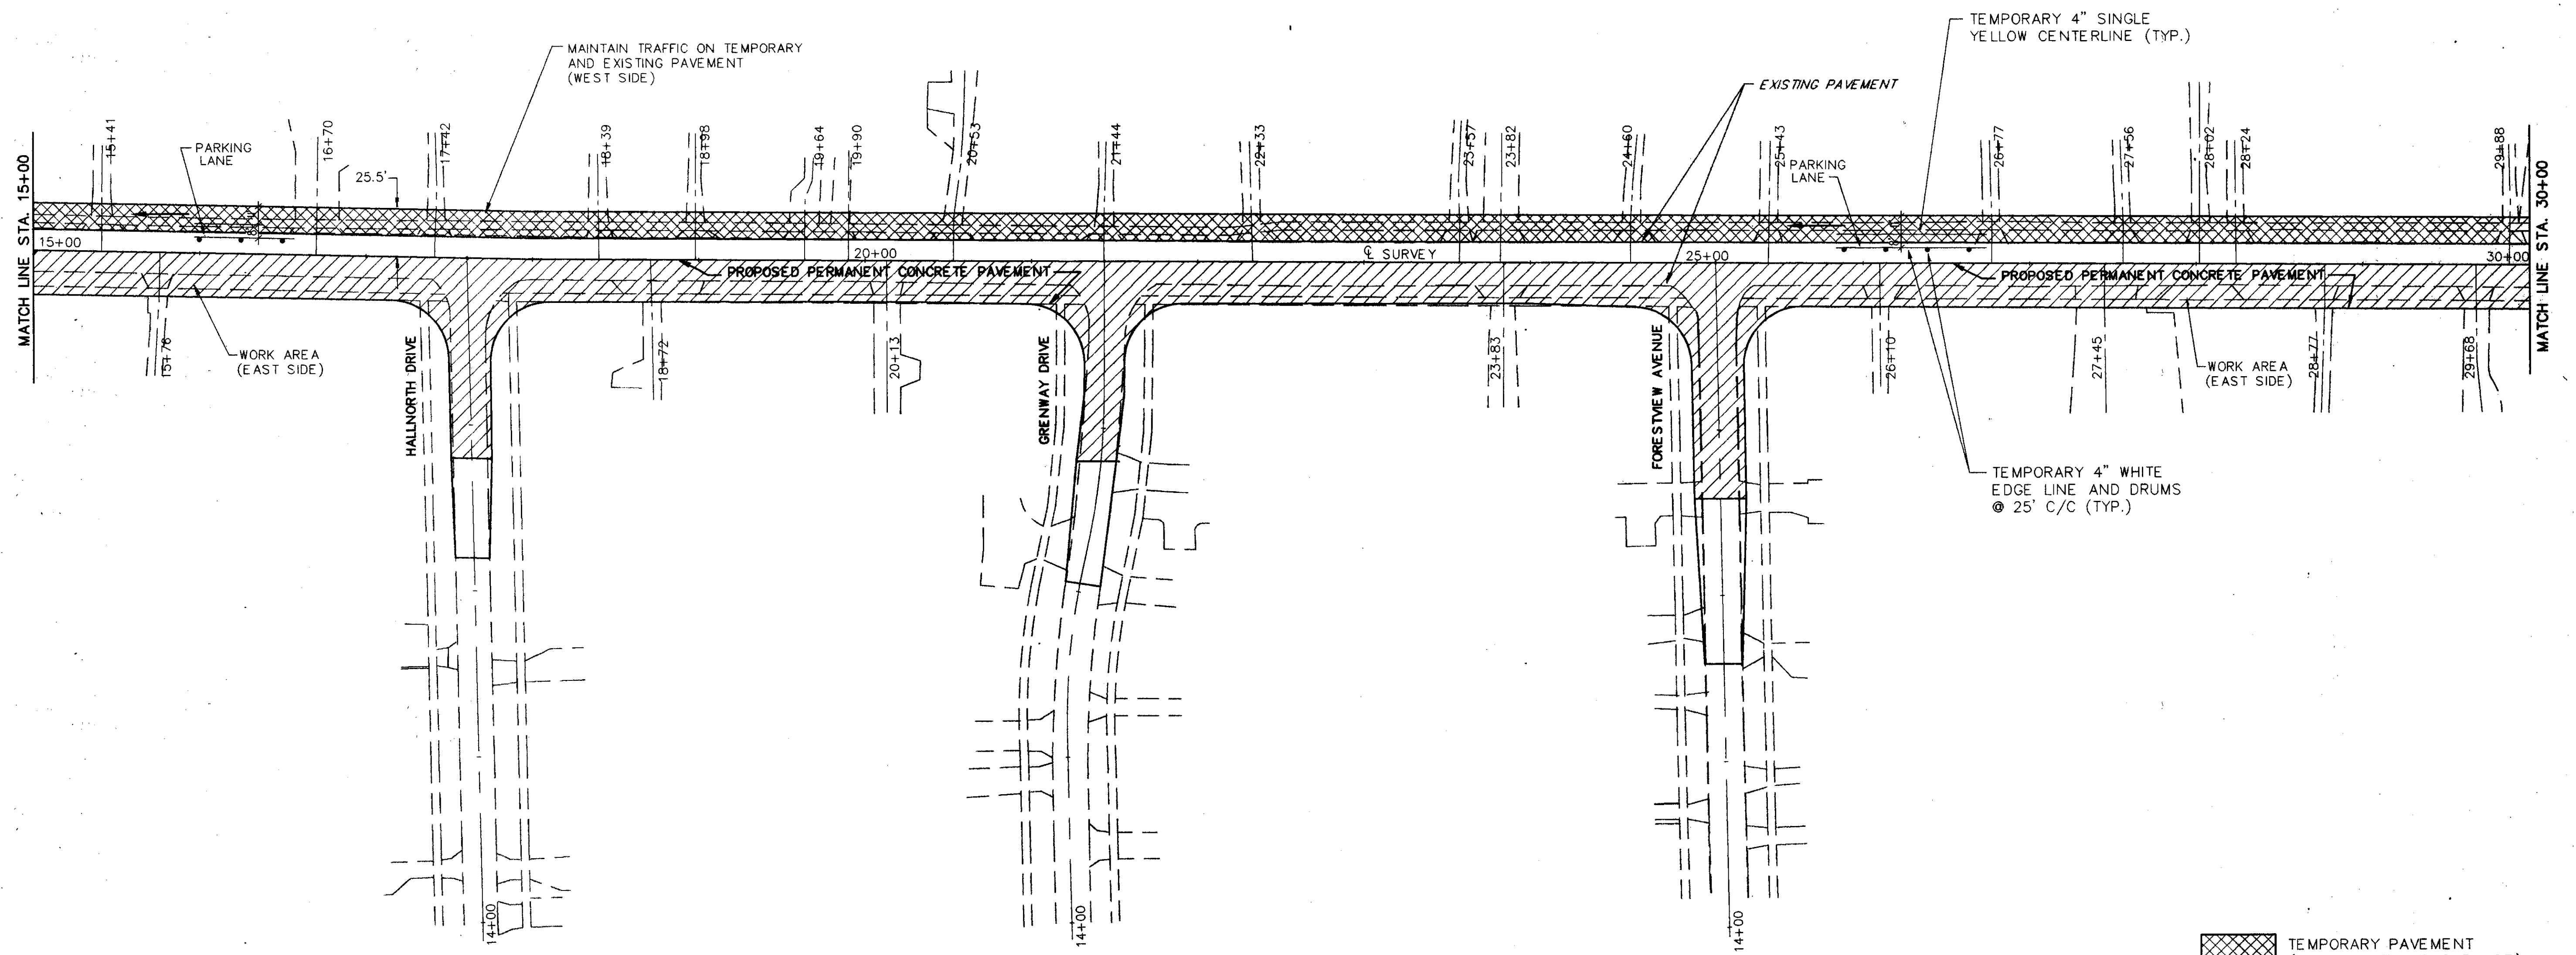 TEMPORARY 4" SINGLE
YELLOW CENTERLINE (TYP.)
MAINTAIN TRAFFIC ON TEMPORARY
AND EXISTING PAVEMENT
(WEST SIDE)
EXISTING PAVEMENT
MATCH LINE STA. 15+00
15+41
PARKING
LANE
16+70
25.5'
17+42
18+39
18+98
19+64
19+90
20+53
21+44
22+33
23+57
23+82
24+60
25+43
PARKING
LANE
26+77
27+56
28+02
28+24
29+88
MATCH LINE STA. 30+00
15+00
20+00
℄ SURVEY
25+00
30+00
PROPOSED PERMANENT CONCRETE PAVEMENT
PROPOSED PERMANENT CONCRETE PAVEMENT
15+76
WORK AREA
(EAST SIDE)
HALLNORTH DRIVE
18+72
20+13
GRENWAY DRIVE
23+83
FORESTVIEW AVENUE
26+10
27+45
WORK AREA
(EAST SIDE)
28+77
29+68
TEMPORARY 4" WHITE
EDGE LINE AND DRUMS
@ 25' C/C (TYP.)
14+00
14+00
14+00
TEMPORARY PAVEMENT